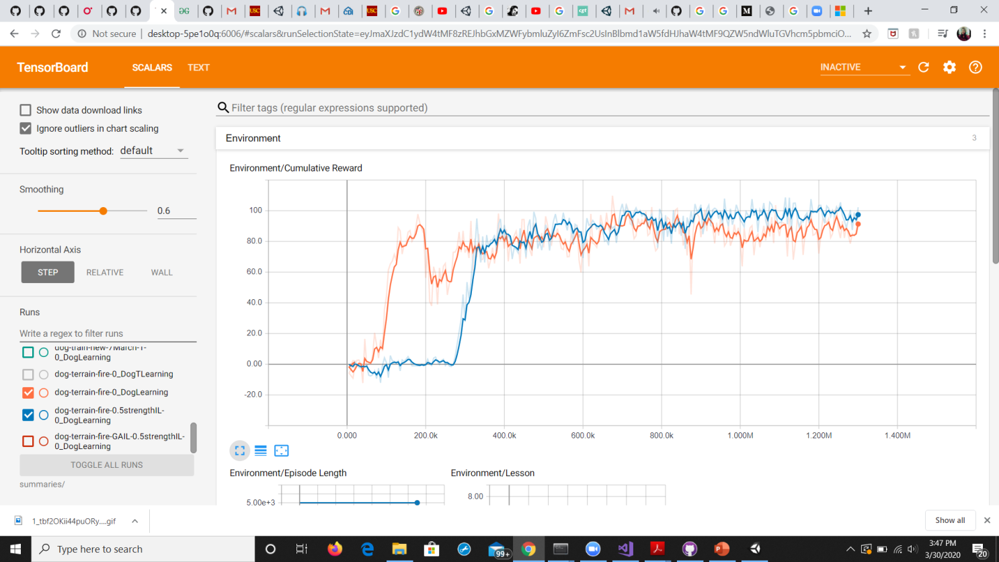 Not secure | desktop-5pe1o0q:6006/#scalars&runSelectionState=eyJmaXJzdC1ydW4tMF8zREJhbGxMZWFybmluZyI6ZmFsc2UsInBlbmd1aW5fdHJhaW4tMF9QZW5ndWluTGVhcm5pbmciO...
TensorBoard
SCALARS
TEXT
INACTIVE
Show data download links
Ignore outliers in chart scaling
Tooltip sorting method: default
Smoothing
0.6
Horizontal Axis
STEP
RELATIVE
WALL
Runs
Write a regex to filter runs
dog-train-new-7March-1-
0_DogLearning
dog-terrain-fire-0_DogTLearning
dog-terrain-fire-0_DogLearning
dog-terrain-fire-0.5strengthIL-
0_DogLearning
dog-terrain-fire-GAIL-0.5strengthIL-
0_DogLearning
TOGGLE ALL RUNS
summaries/
Filter tags (regular expressions supported)
Environment
3
Environment/Cumulative Reward
100
80.0
60.0
40.0
20.0
0.00
-20.0
0.000
200.0k
400.0k
600.0k
800.0k
1.000M
1.200M
1.400M
Environment/Episode Length
5.00e+3
Environment/Lesson
8.00
1_tbf2OKii44puORy....gif
Show all
Type here to search
99+
3:47 PM
3/30/2020
20